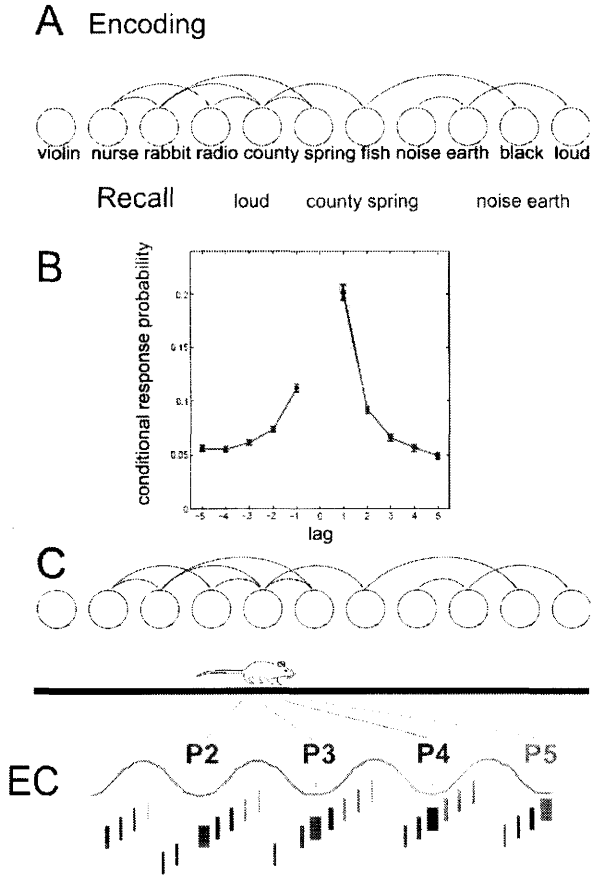 A Encoding
violin nurse rabbit radio county spring fish noise earth black loud
Recall loud county spring noise earth
B
conditional response probability
0.2
0.15
0.1
0.05
0
-5 -4 -3 -2 -1 0 1 2 3 4 5
lag
C
P2 P3 P4 P5
EC